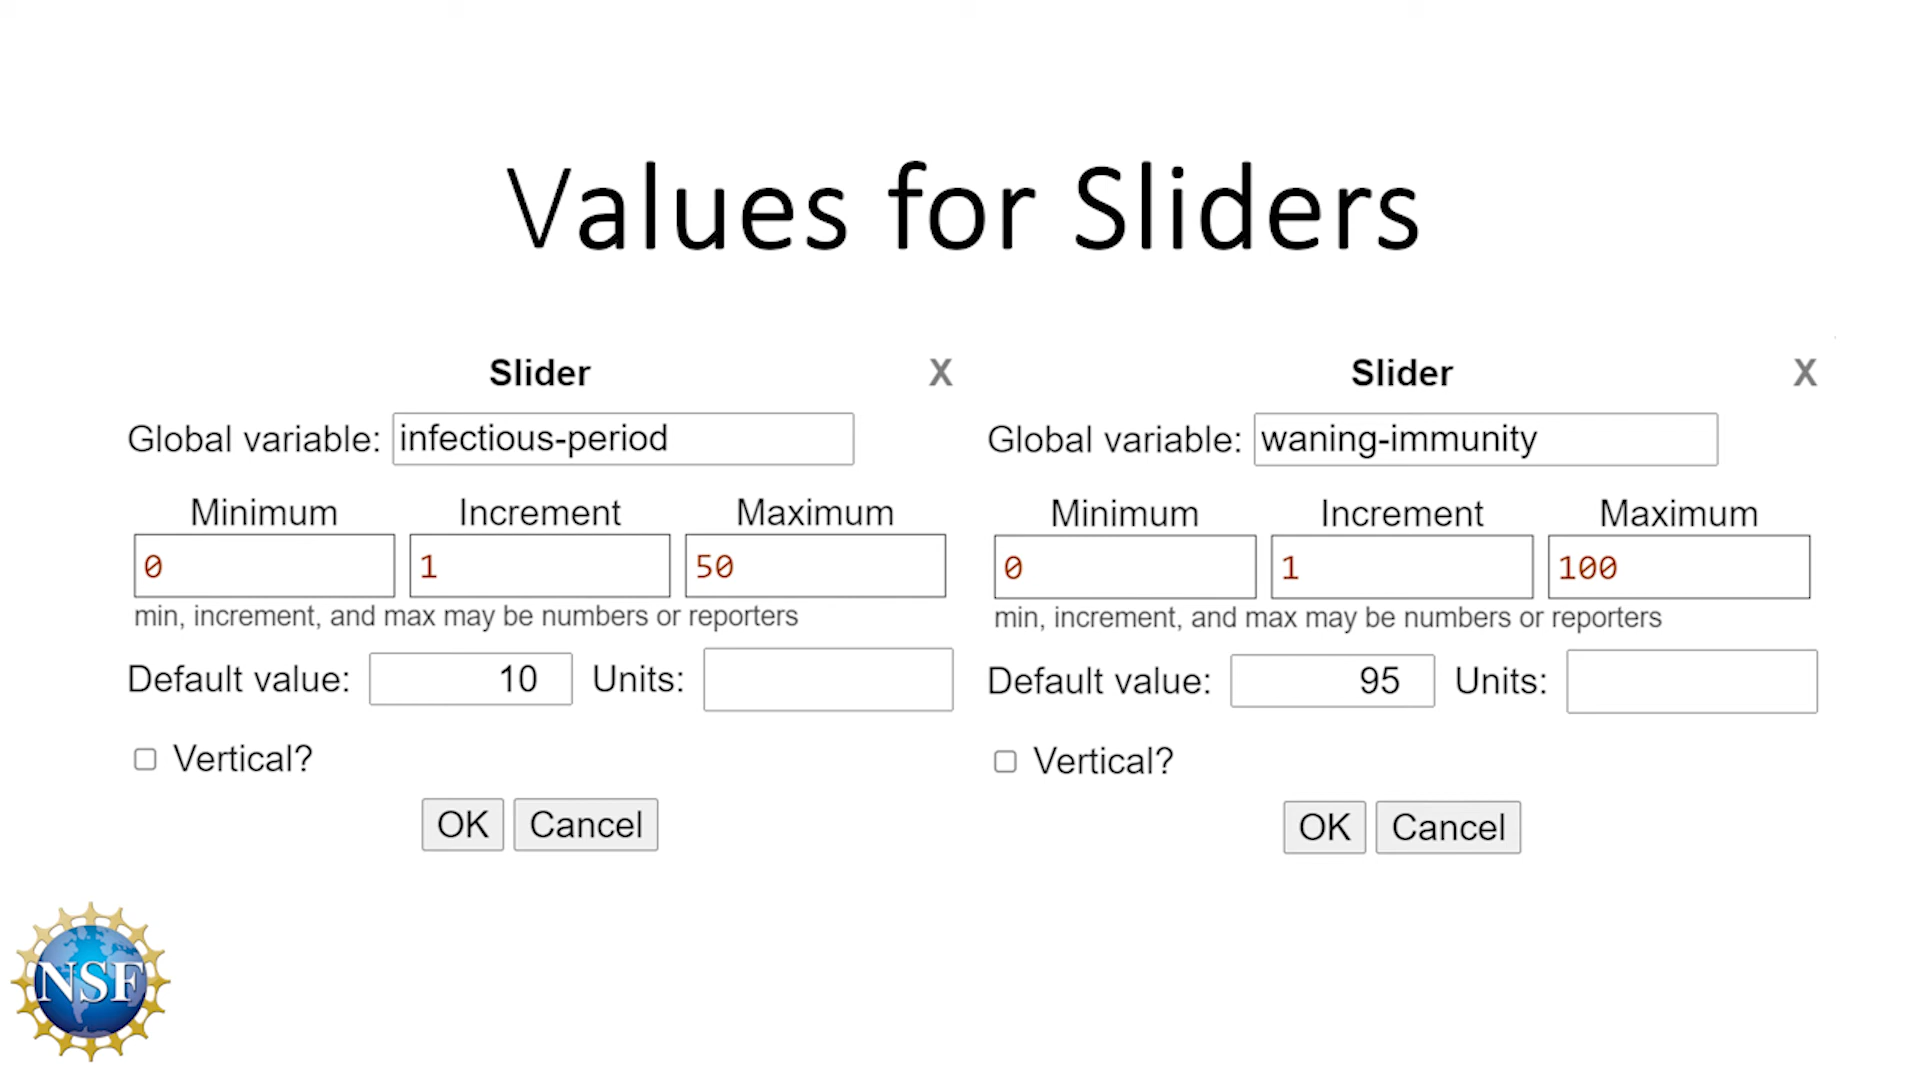 Values for Sliders
Slider X
Global variable: infectious-period
Minimum Increment Maximum
0 1 50
min, increment, and max may be numbers or reporters
Default value: 10 Units:
Vertical?
OK Cancel
Slider X
Global variable: waning-immunity
Minimum Increment Maximum
0 1 100
min, increment, and max may be numbers or reporters
Default value: 95 Units:
Vertical?
OK Cancel
NSF